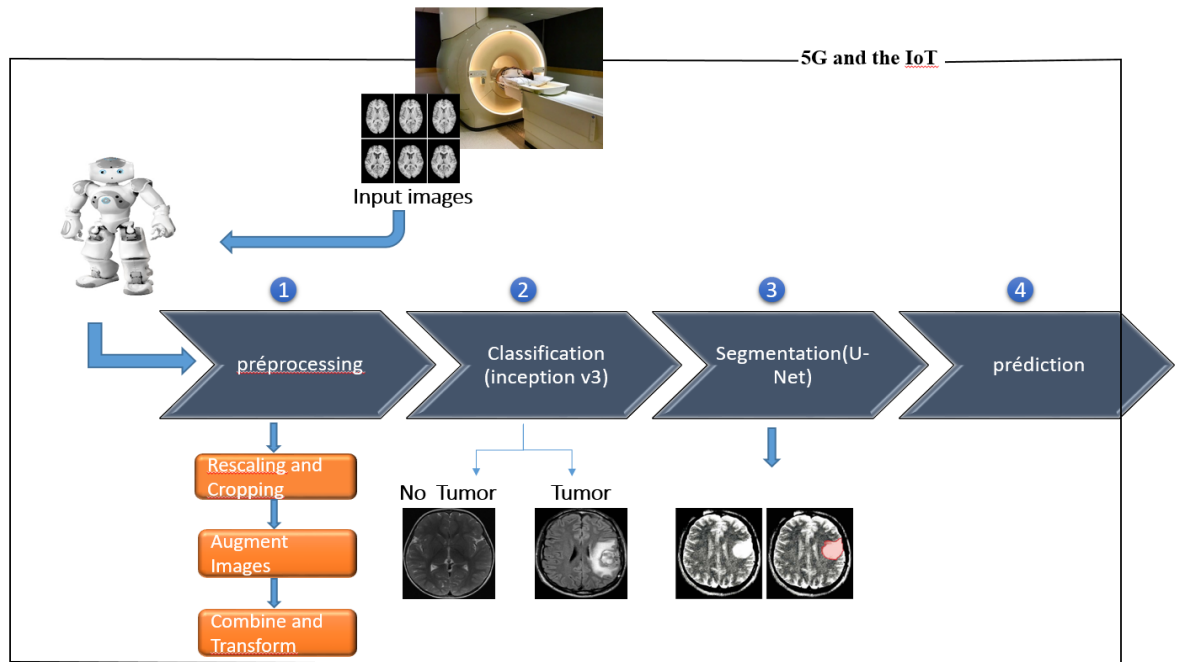 5G and the IoT
Input images
1
2
3
4
préprocessing
Classification
(inception v3)
Segmentation(U-
Net)
prédiction
Rescaling and
Cropping
Augment
Images
Combine and
Transform
No Tumor
Tumor